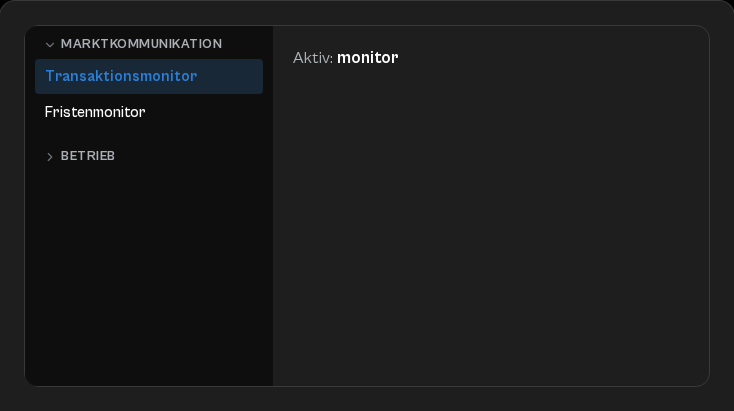 MARKTKOMMUNIKATION
Transaktionsmonitor
Fristenmonitor
BETRIEB
Aktiv: monitor